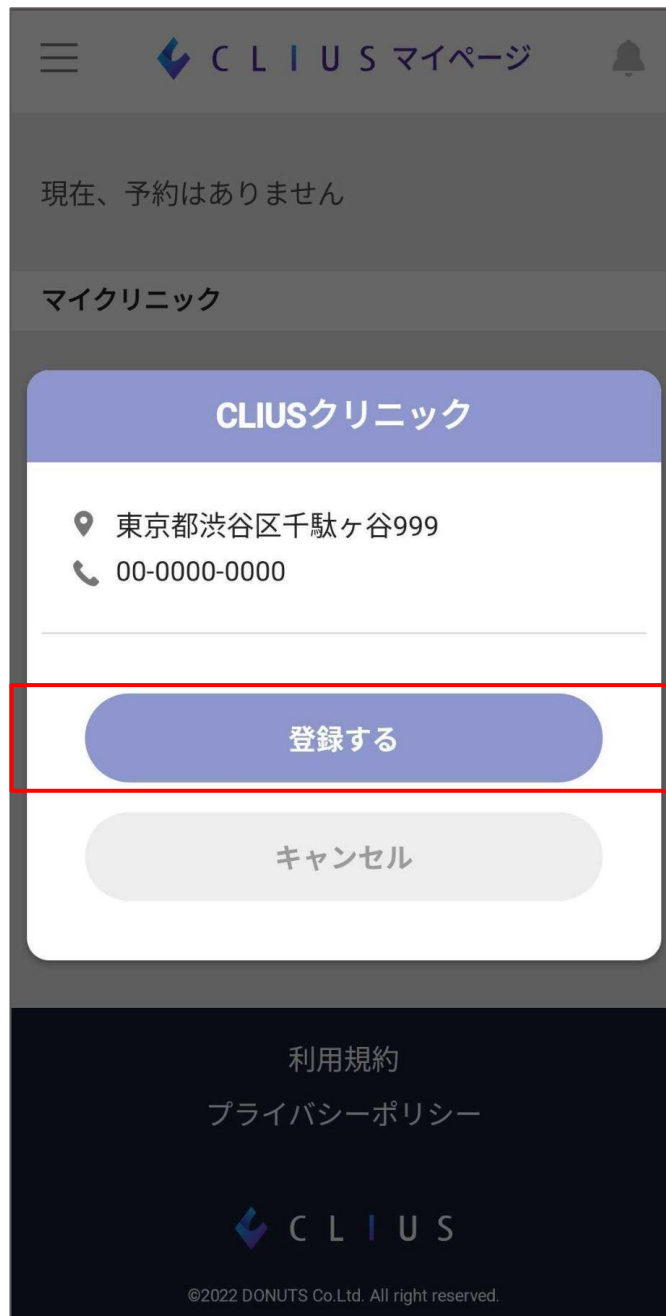 CLIUS マイページ
現在、予約はありません
マイクリニック
CLIUSクリニック
東京都渋谷区千駄ヶ谷999
00-0000-0000
登録する
キャンセル
利用規約
プライバシーポリシー
CLIUS
©2022 DONUTS Co.Ltd. All right reserved.